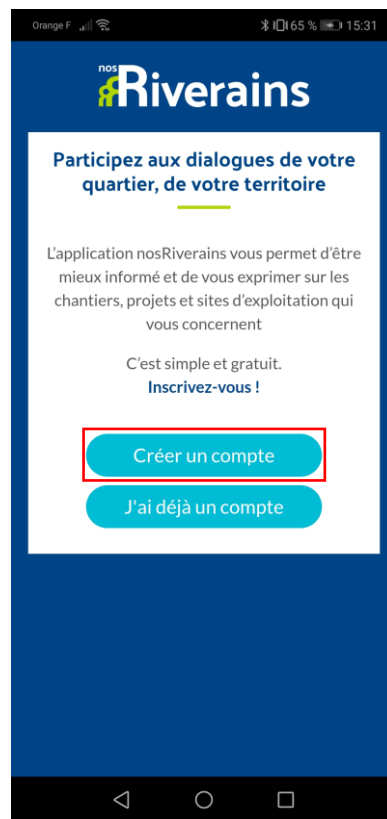 Orange F 65 % 15:31
nos
Riverains
Participez aux dialogues de votre
quartier, de votre territoire
L'application nosRiverains vous permet d'être
mieux informé et de vous exprimer sur les
chantiers, projets et sites d'exploitation qui
vous concernent
C'est simple et gratuit.
Inscrivez-vous !
Créer un compte
J'ai déjà un compte